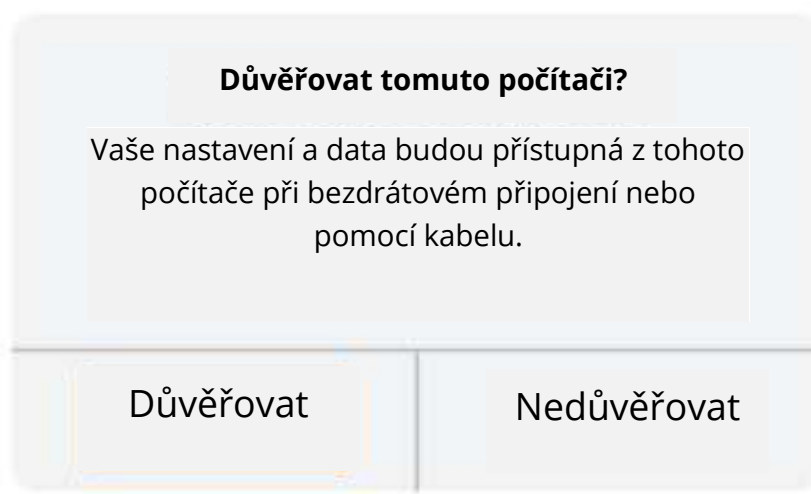 Důvěřovat tomuto počítači?
Vaše nastavení a data budou přístupná z tohoto
počítače při bezdrátovém připojení nebo
pomocí kabelu.
Důvěřovat
Nedůvěřovat